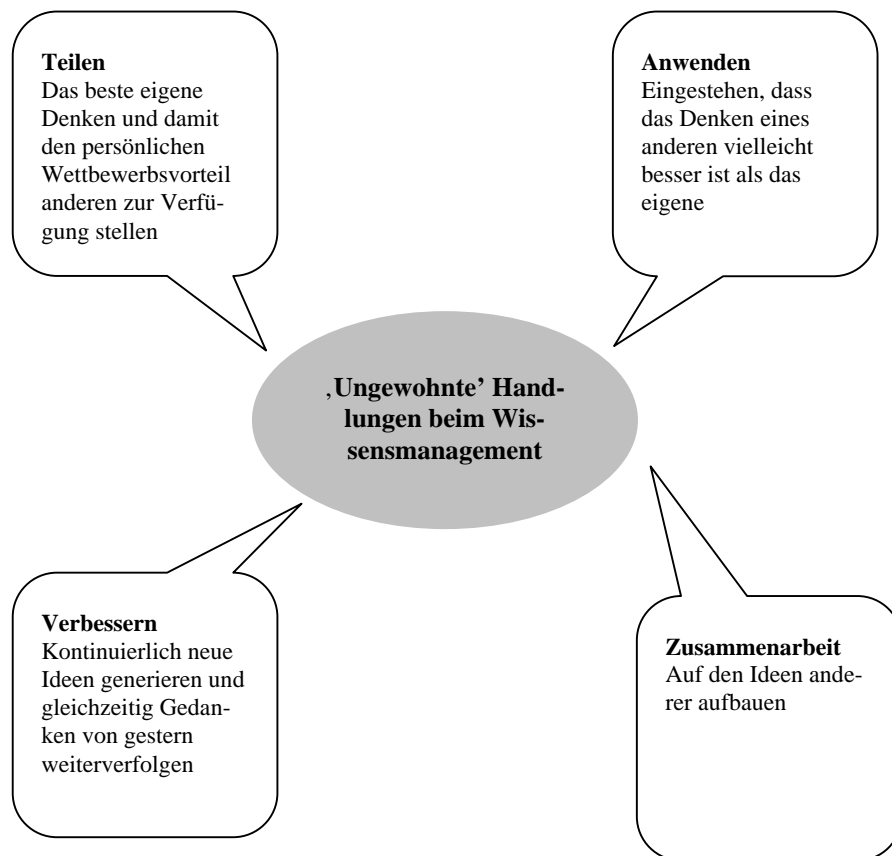 Teilen
Das beste eigene
Denken und damit
den persönlichen
Wettbewerbsvorteil
anderen zur Verfü-
gung stellen
Anwenden
Eingestehen, dass
das Denken eines
anderen vielleicht
besser ist als das
eigene
‚Ungewohnte’ Hand-
lungen beim Wis-
sensmanagement
Verbessern
Kontinuierlich neue
Ideen generieren und
gleichzeitig Gedan-
ken von gestern
weiterverfolgen
Zusammenarbeit
Auf den Ideen ande-
rer aufbauen